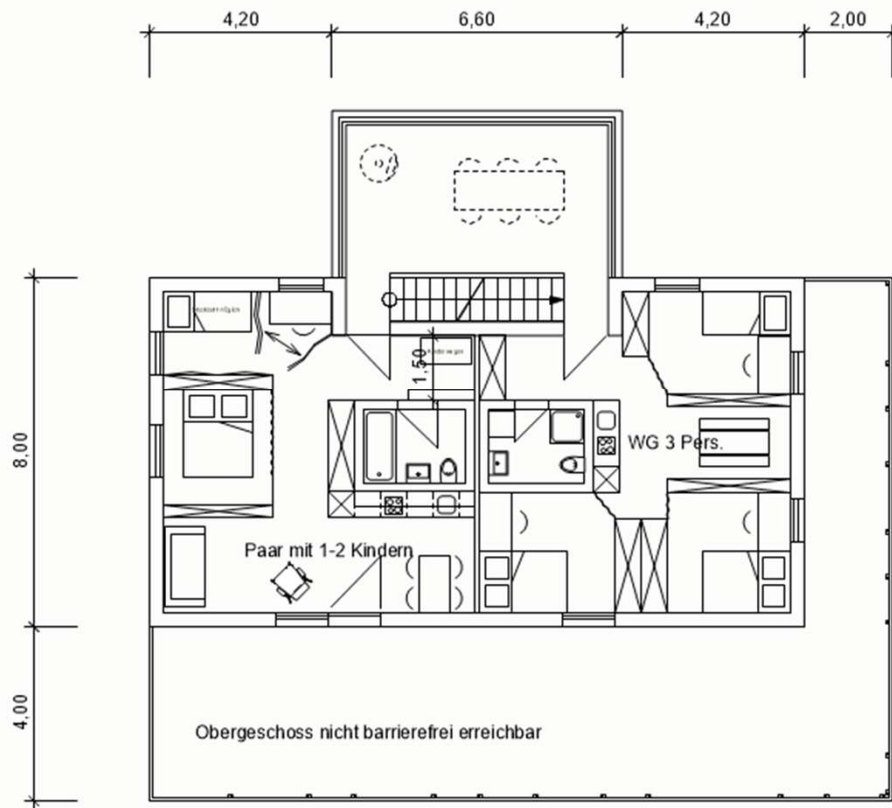 4,20
6,60
4,20
2,00
1,50
8,00
WG 3 Pers.
Paar mit 1-2 Kindern
4,00
Obergeschoss nicht barrierefrei erreichbar